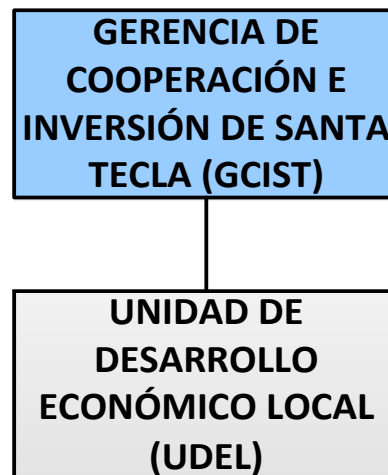 GERENCIA DE
COOPERACIÓN E
INVERSIÓN DE SANTA
TECLA (GCIST)
UNIDAD DE
DESARROLLO
ECONÓMICO LOCAL
(UDEL)